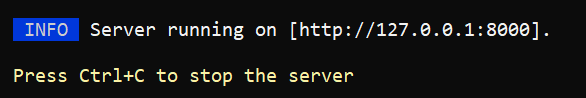 INFO Server running on [http://127.0.0.1:8000].
Press Ctrl+C to stop the server